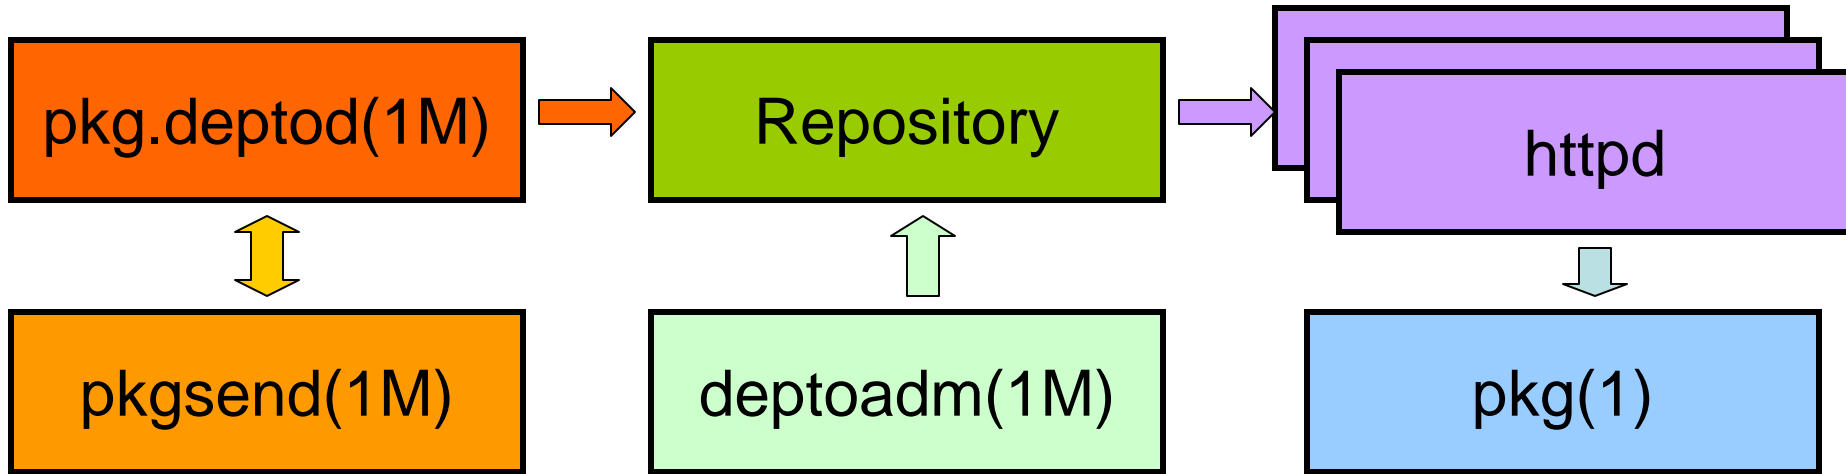 pkg.deptod(1M)
Repository
httpd
pkgsend(1M)
deptoadm(1M)
pkg(1)